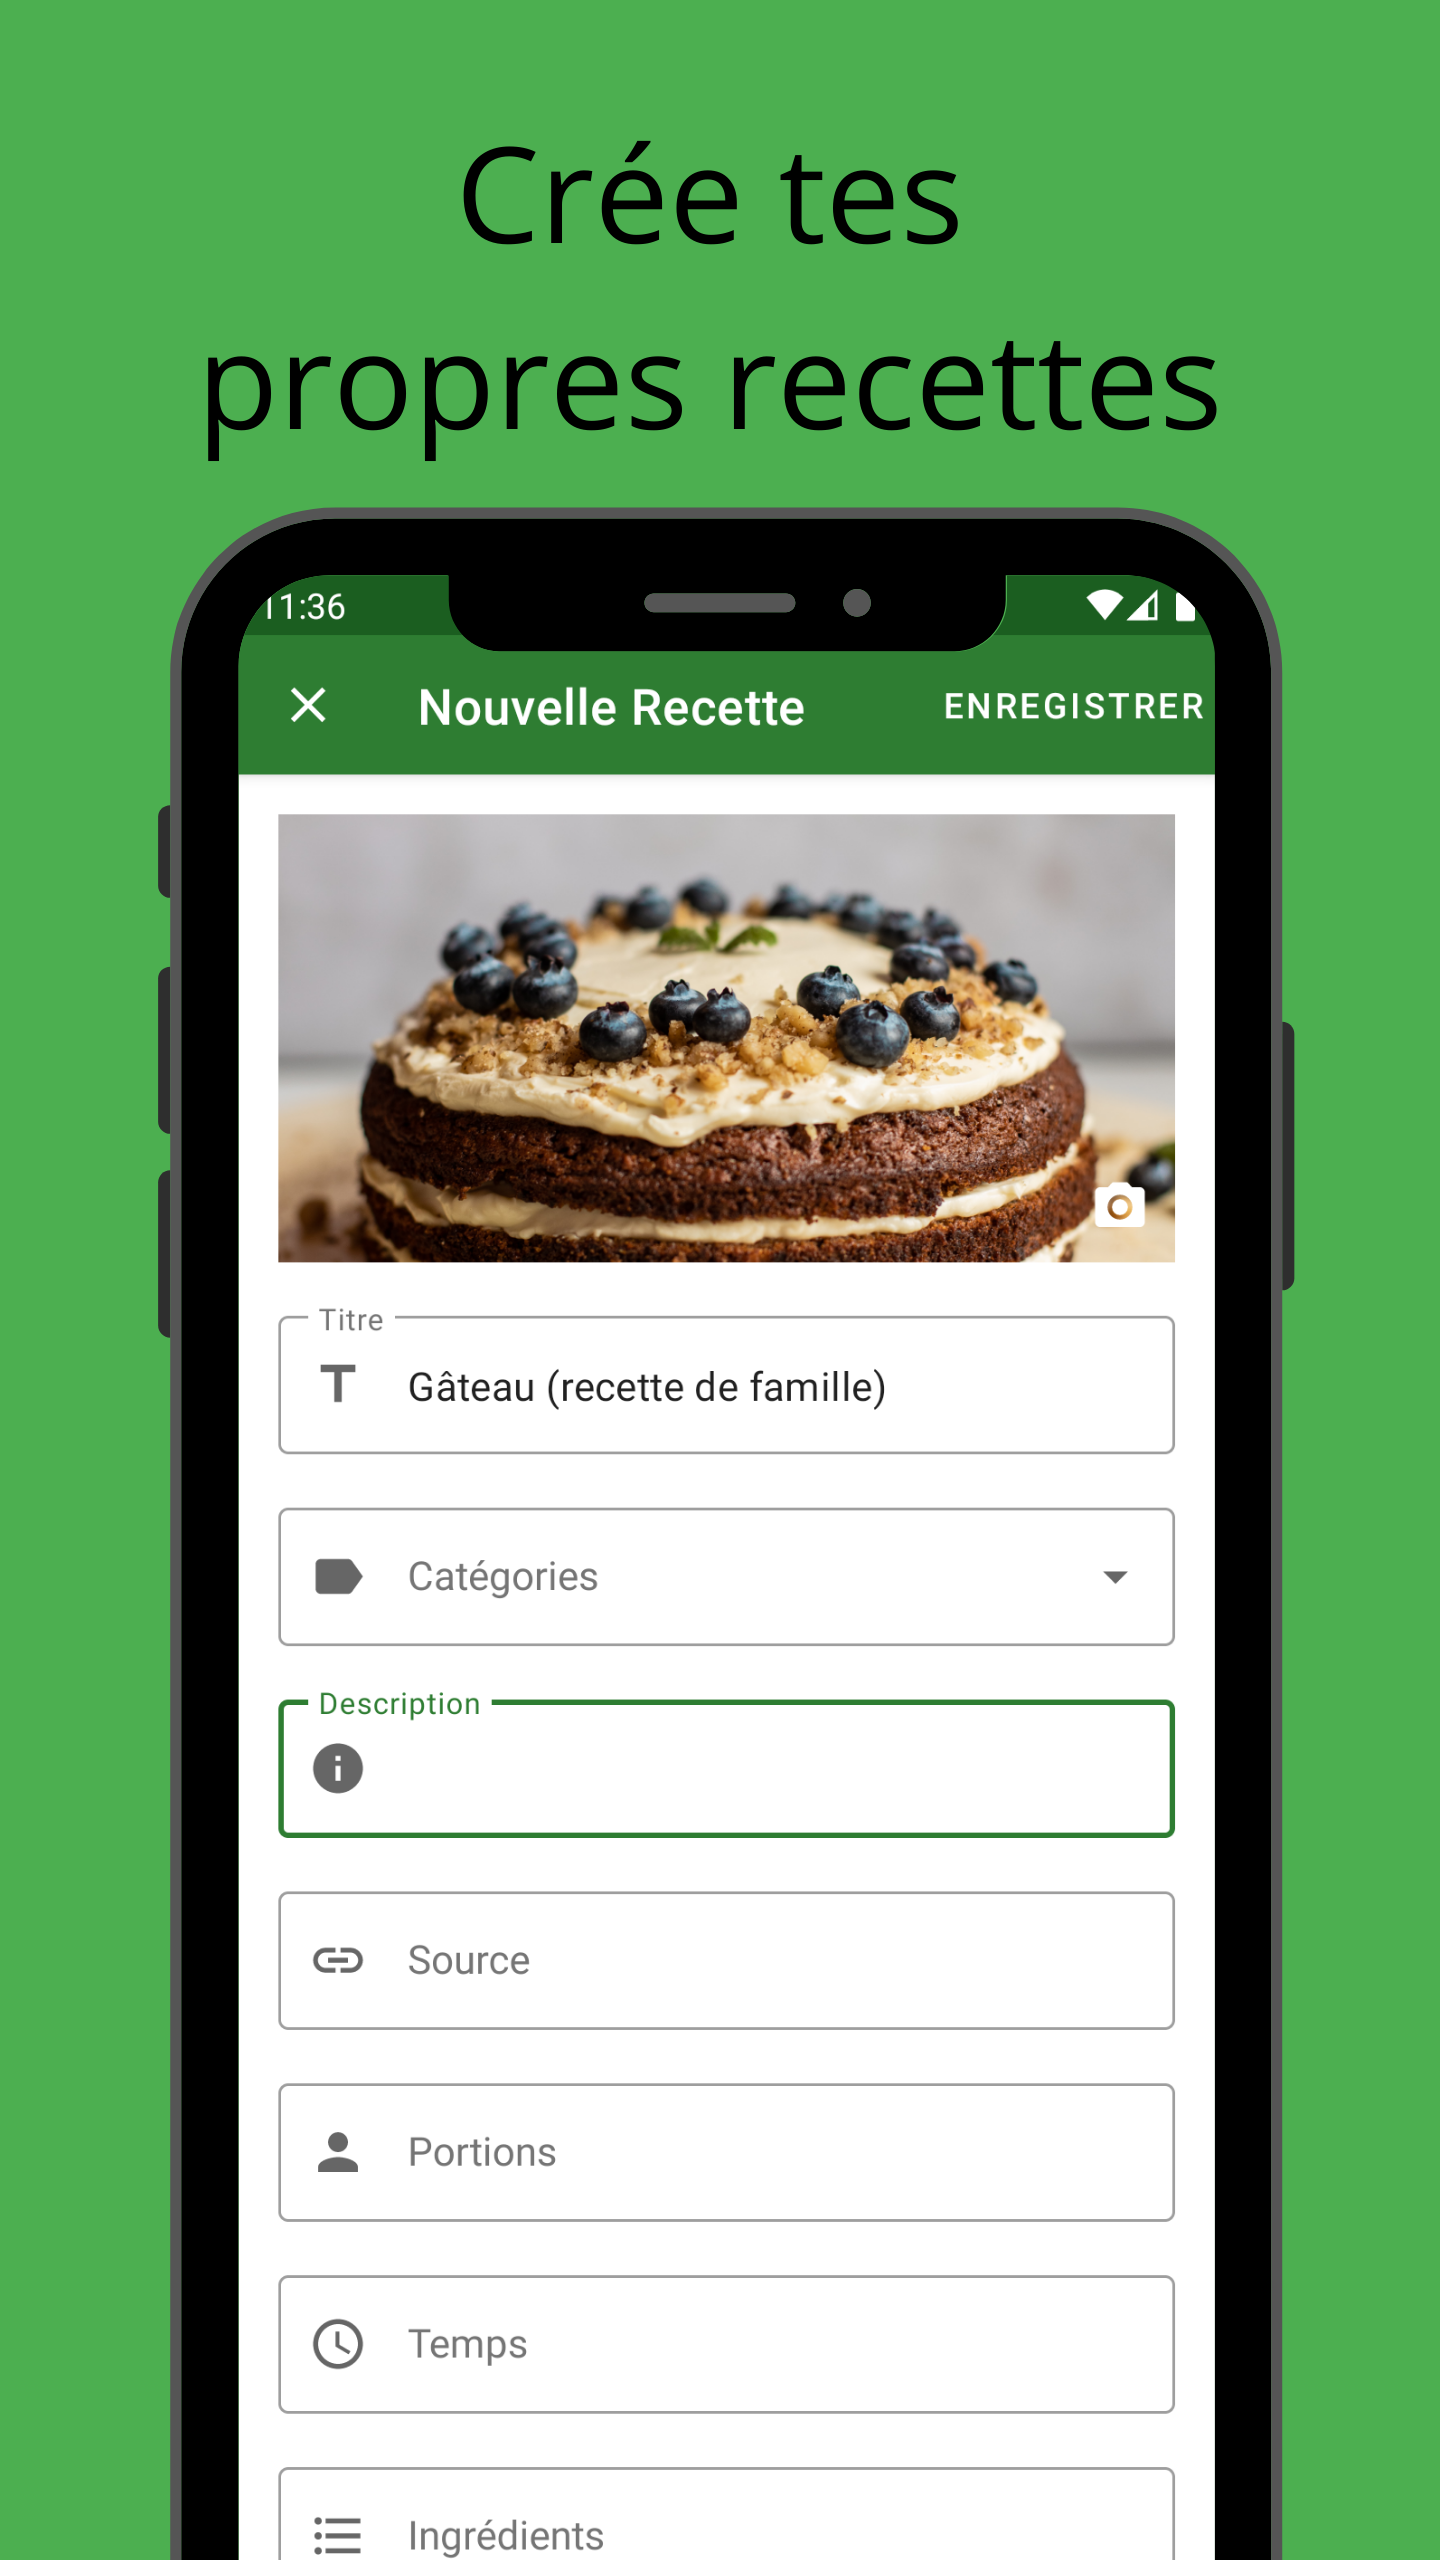 Crée tes
propres recettes
11:36
Nouvelle Recette
ENREGISTRER
Titre
Gâteau (recette de famille)
Catégories
Description
Source
Portions
Temps
Ingrédients